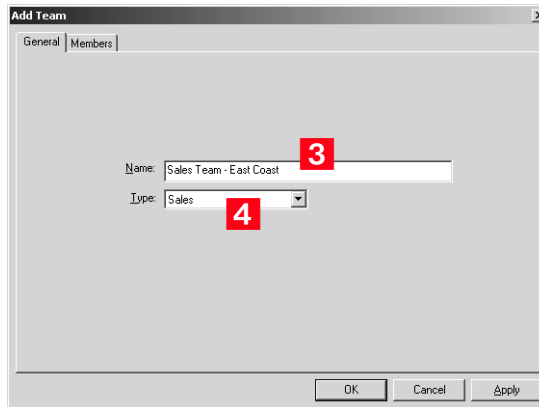 Add Team
General Members
3
Name: Sales Team - East Coast
Type: Sales
4
OK Cancel Apply